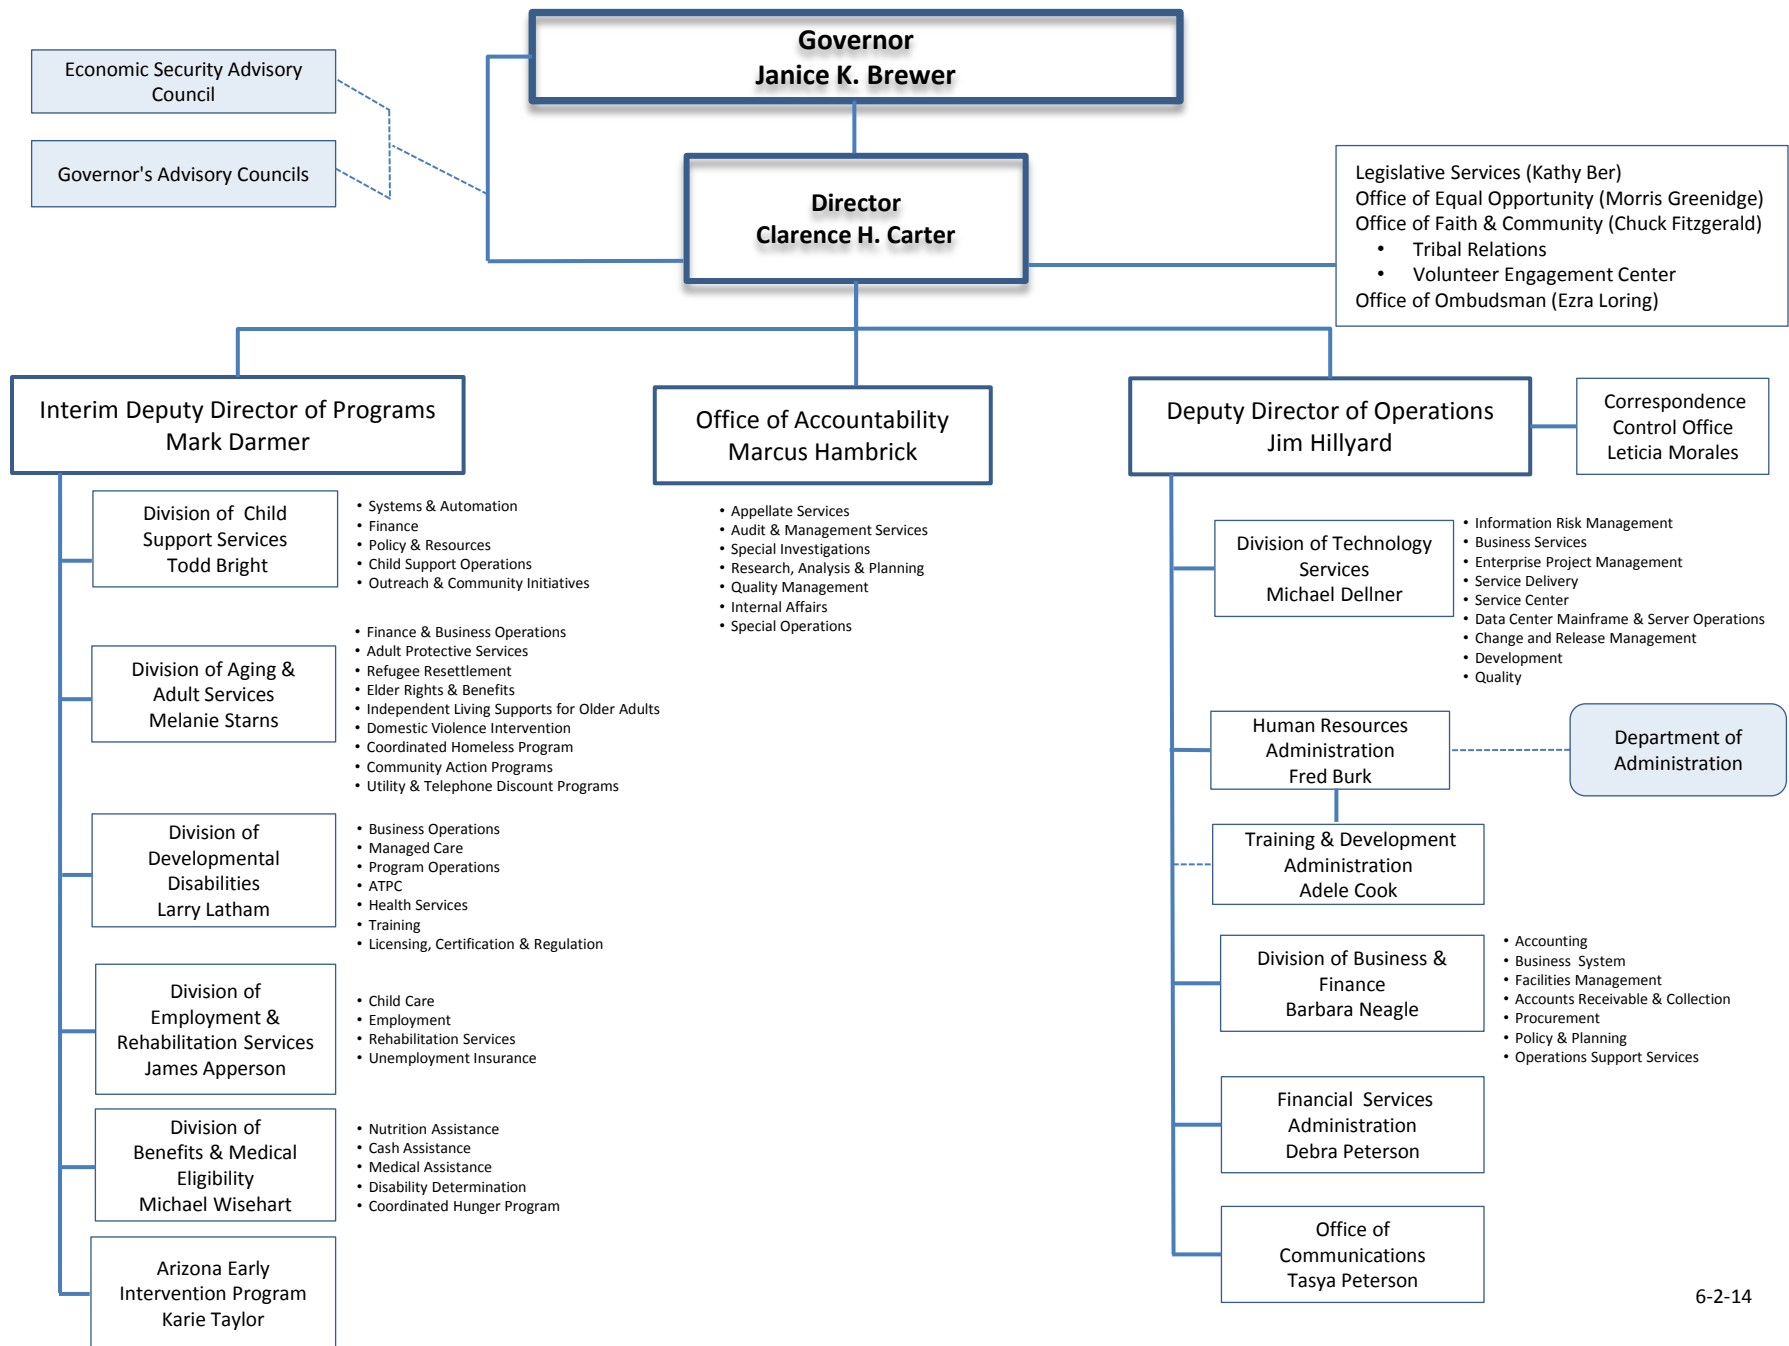 Governor
Janice K. Brewer
Economic Security Advisory
Council
Governor's Advisory Councils
Director
Clarence H. Carter
Legislative Services (Kathy Ber)
Office of Equal Opportunity (Morris Greenidge)
Office of Faith & Community (Chuck Fitzgerald)
• Tribal Relations
• Volunteer Engagement Center
Office of Ombudsman (Ezra Loring)
Interim Deputy Director of Programs
Mark Darmer
Division of Child
Support Services
Todd Bright
• Systems & Automation
• Finance
• Policy & Resources
• Child Support Operations
• Outreach & Community Initiatives
Division of Aging &
Adult Services
Melanie Starns
• Finance & Business Operations
• Adult Protective Services
• Refugee Resettlement
• Elder Rights & Benefits
• Independent Living Supports for Older Adults
• Domestic Violence Intervention
• Coordinated Homeless Program
• Community Action Programs
• Utility & Telephone Discount Programs
Division of
Developmental
Disabilities
Larry Latham
• Business Operations
• Managed Care
• Program Operations
• ATPC
• Health Services
• Training
• Licensing, Certification & Regulation
Division of
Employment &
Rehabilitation Services
James Apperson
• Child Care
• Employment
• Rehabilitation Services
• Unemployment Insurance
Division of
Benefits & Medical
Eligibility
Michael Wisehart
• Nutrition Assistance
• Cash Assistance
• Medical Assistance
• Disability Determination
• Coordinated Hunger Program
Arizona Early
Intervention Program
Karie Taylor
Office of Accountability
Marcus Hambrick
• Appellate Services
• Audit & Management Services
• Special Investigations
• Research, Analysis & Planning
• Quality Management
• Internal Affairs
• Special Operations
Deputy Director of Operations
Jim Hillyard
Correspondence
Control Office
Leticia Morales
Division of Technology
Services
Michael Dellner
• Information Risk Management
• Business Services
• Enterprise Project Management
• Service Delivery
• Service Center
• Data Center Mainframe & Server Operations
• Change and Release Management
• Development
• Quality
Human Resources
Administration
Fred Burk
Department of
Administration
Training & Development
Administration
Adele Cook
Division of Business &
Finance
Barbara Neagle
• Accounting
• Business System
• Facilities Management
• Accounts Receivable & Collection
• Procurement
• Policy & Planning
• Operations Support Services
Financial Services
Administration
Debra Peterson
Office of
Communications
Tasya Peterson
6-2-14